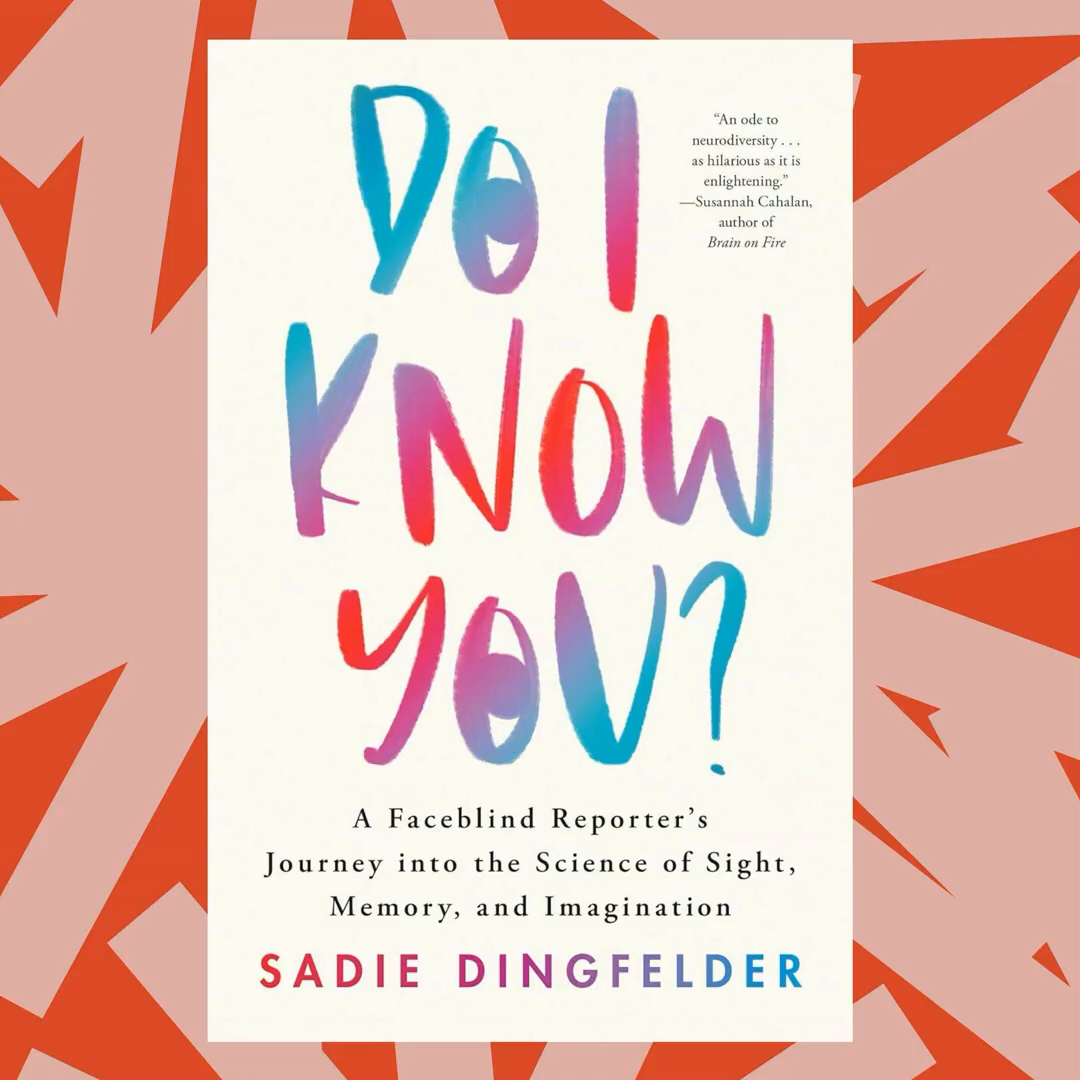 DO I
KNOW
YOU?
“An ode to
neurodiversity . . .
as hilarious as it is
enlightening.”
—Susannah Cahalan,
author of
Brain on Fire
A Faceblind Reporter’s
Journey into the Science of Sight,
Memory, and Imagination
SADIE DINGFELDER